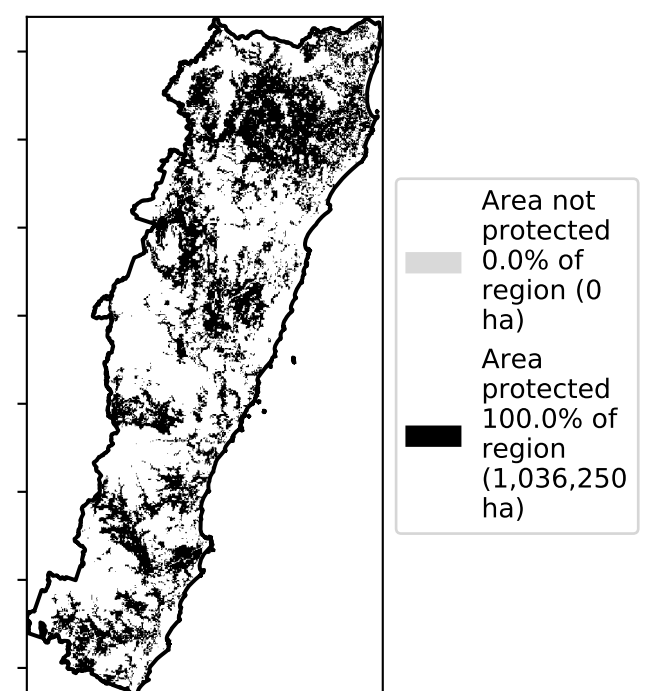 Area not
protected
0.0% of
region (0
ha)
Area
protected
100.0% of
region
(1,036,250
ha)